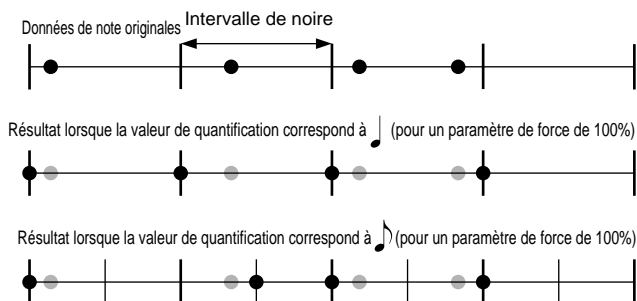 Données de note originales
Intervalle de noire
Résultat lorsque la valeur de quantification correspond à (pour un paramètre de force de 100%)
Résultat lorsque la valeur de quantification correspond à (pour un paramètre de force de 100%)